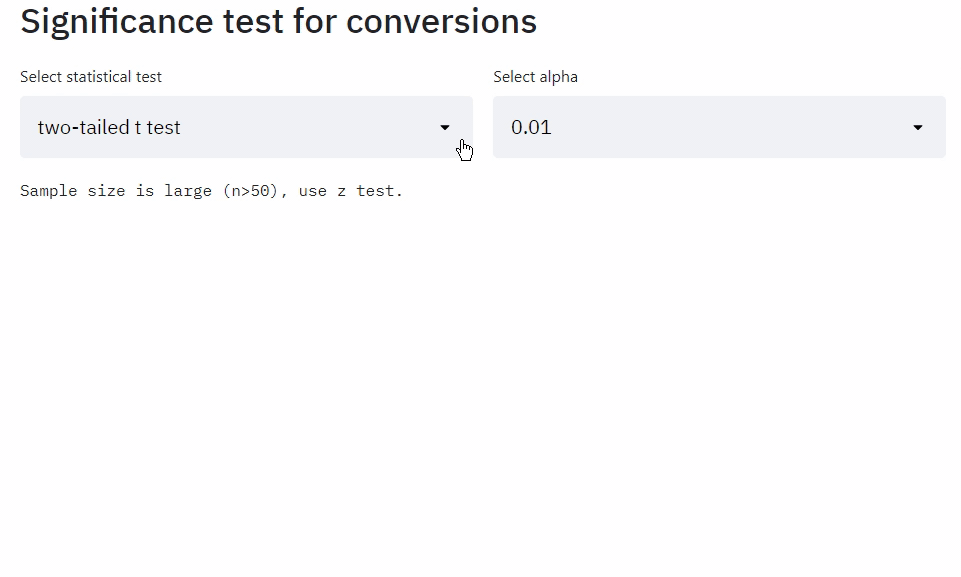 Significance test for conversions
Select statistical test
Select alpha
two-tailed t test
0.01
Sample size is large (n>50), use z test.